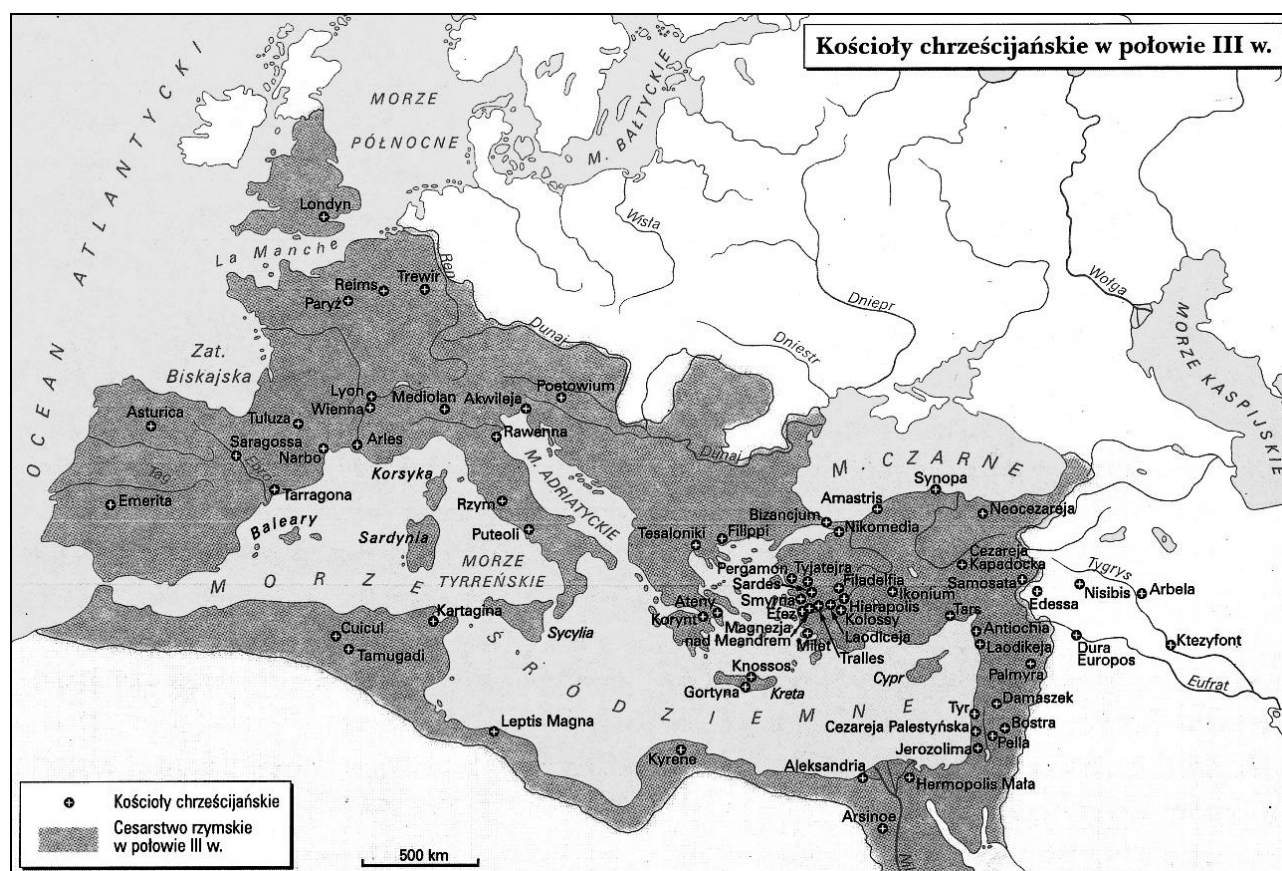 Kościoły chrześcijańskie w połowie III w.
OCEAN ATLANTYCKI
MORZE
PÓŁNOCNE
M. BAŁTYCKIE
Londyn
La Manche
Wisła
Ren
Reims
Trewir
Paryż
Dniepr
Wołga
Dunaj
Dniestr
MORZE KASPIJSKIE
Zat.
Biskajska
Lyon
Mediolan
Akwileja
Poetowium
Wienna
Asturica
Tuluza
Rawenna
Saragossa
Narbo
Arles
Dunaj
M. CZARNE
Ebro
Tag
Korsyka
M. ADRIATYCKIE
Synopa
Emerita
Tarragona
Rzym
Amastris
Neocezareja
Baleary
Bizancjum
Nikomedia
Sardynia
Puteoli
Tesaloniki
Filippi
MORZE
TYRREŃSKIE
Cezareja
Kapadocka
Pergamon
Tyjatejra
Tygrys
Sardes
Filadelfia
Samosata
MORZE ŚRÓDZIEMNE
Smyrna
Ikonium
Nisibis
Arbela
Edessa
Kartagina
Ateny
Efez
Hierapolis
Tars
Korynt
Kolossy
Cuicul
Sycylia
Magnezja
nad Meandrem
Laodiceja
Antiochia
Milet
Laodikeja
Dura
Europos
Ktezyfont
Tamugadi
Tralles
Knossos
Cypr
Palmyra
Eufrat
Gortyna
Kreta
Damaszek
Leptis Magna
Tyr
Cezareja Palestyńska
Bostra
Jerozolima
Pella
Kyrene
Aleksandria
Hermopolis Mała
Arsinoe
Nil
Kościoły chrześcijańskie
Cesarstwo rzymskie
w połowie III w.
500 km